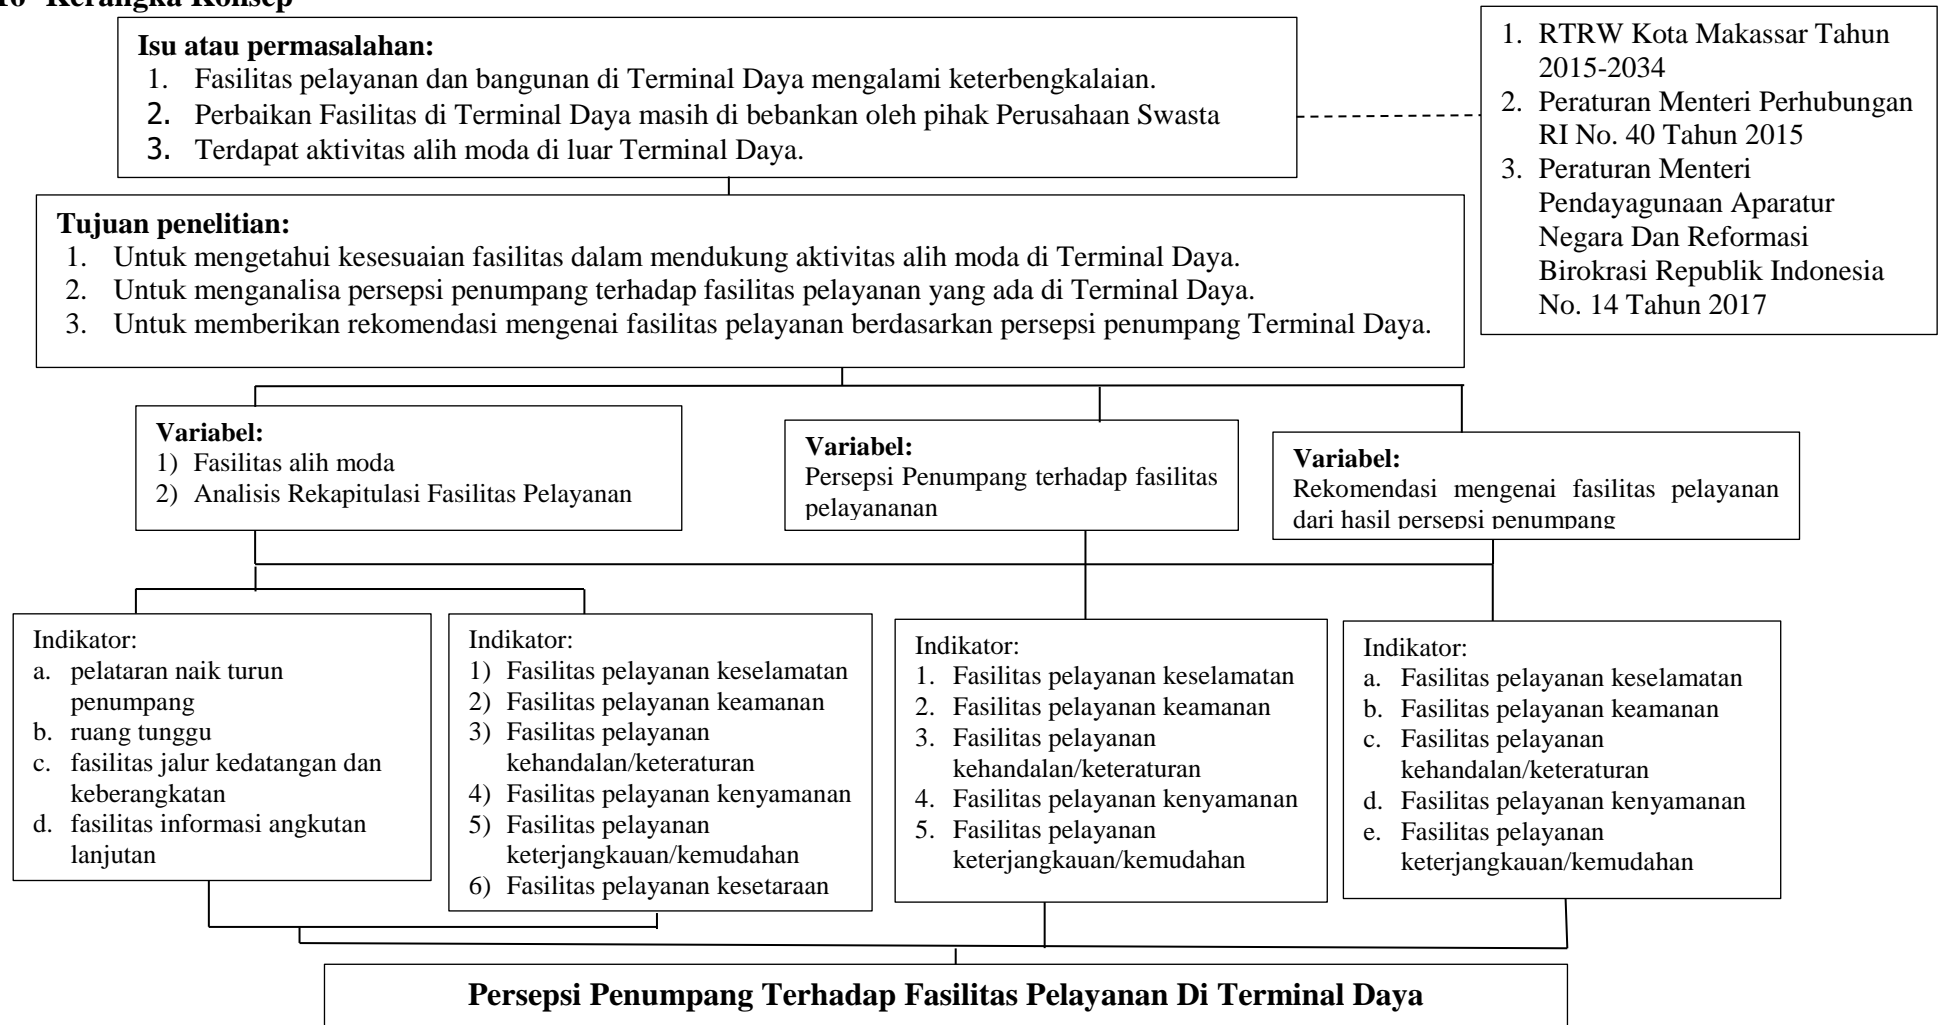 Kerangka Konsep
Isu atau permasalahan:
1. Fasilitas pelayanan dan bangunan di Terminal Daya mengalami keterbengkalaian.
2. Perbaikan Fasilitas di Terminal Daya masih di bebankan oleh pihak Perusahaan Swasta
3. Terdapat aktivitas alih moda di luar Terminal Daya.
1. RTRW Kota Makassar Tahun
2015-2034
2. Peraturan Menteri Perhubungan
RI No. 40 Tahun 2015
3. Peraturan Menteri
Pendayagunaan Aparatur
Negara Dan Reformasi
Birokrasi Republik Indonesia
No. 14 Tahun 2017
Tujuan penelitian:
1. Untuk mengetahui kesesuaian fasilitas dalam mendukung aktivitas alih moda di Terminal Daya.
2. Untuk menganalisa persepsi penumpang terhadap fasilitas pelayanan yang ada di Terminal Daya.
3. Untuk memberikan rekomendasi mengenai fasilitas pelayanan berdasarkan persepsi penumpang Terminal Daya.
Variabel:
1) Fasilitas alih moda
2) Analisis Rekapitulasi Fasilitas Pelayanan
Variabel:
Persepsi Penumpang terhadap fasilitas
pelayananan
Variabel:
Rekomendasi mengenai fasilitas pelayanan
dari hasil persepsi penumpang
Indikator:
a. pelataran naik turun
penumpang
b. ruang tunggu
c. fasilitas jalur kedatangan dan
keberangkatan
d. fasilitas informasi angkutan
lanjutan
Indikator:
1) Fasilitas pelayanan keselamatan
2) Fasilitas pelayanan keamanan
3) Fasilitas pelayanan
kehandalan/keteraturan
4) Fasilitas pelayanan kenyamanan
5) Fasilitas pelayanan
keterjangkauan/kemudahan
6) Fasilitas pelayanan kesetaraan
Indikator:
1. Fasilitas pelayanan keselamatan
2. Fasilitas pelayanan keamanan
3. Fasilitas pelayanan
kehandalan/keteraturan
4. Fasilitas pelayanan kenyamanan
5. Fasilitas pelayanan
keterjangkauan/kemudahan
Indikator:
a. Fasilitas pelayanan keselamatan
b. Fasilitas pelayanan keamanan
c. Fasilitas pelayanan
kehandalan/keteraturan
d. Fasilitas pelayanan kenyamanan
e. Fasilitas pelayanan
keterjangkauan/kemudahan
Persepsi Penumpang Terhadap Fasilitas Pelayanan Di Terminal Daya